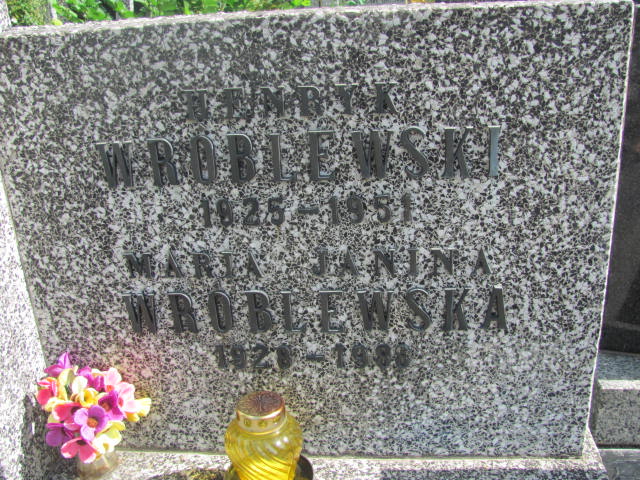 HENRYK
WRÓBLEWSKI
1925-1951
MARIA JANINA
WRÓBLEWSKA